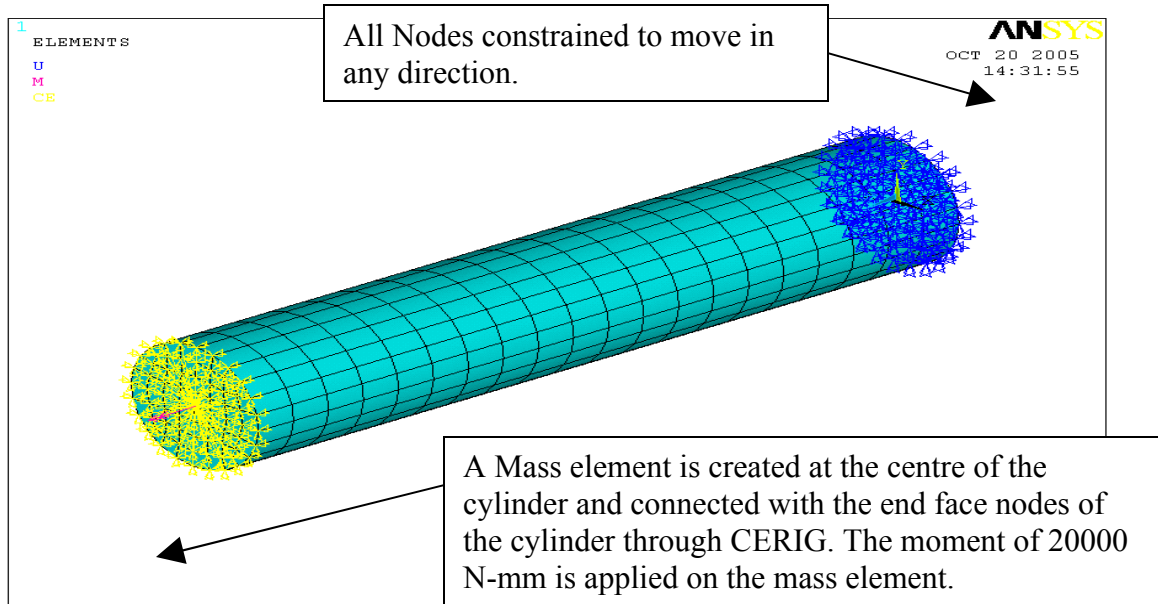 1
ELEMENTS
U
M
CE
ANSYS
OCT 20 2005
14:31:55
All Nodes constrained to move in
any direction.
A Mass element is created at the centre of the
cylinder and connected with the end face nodes of
the cylinder through CERIG. The moment of 20000
N-mm is applied on the mass element.